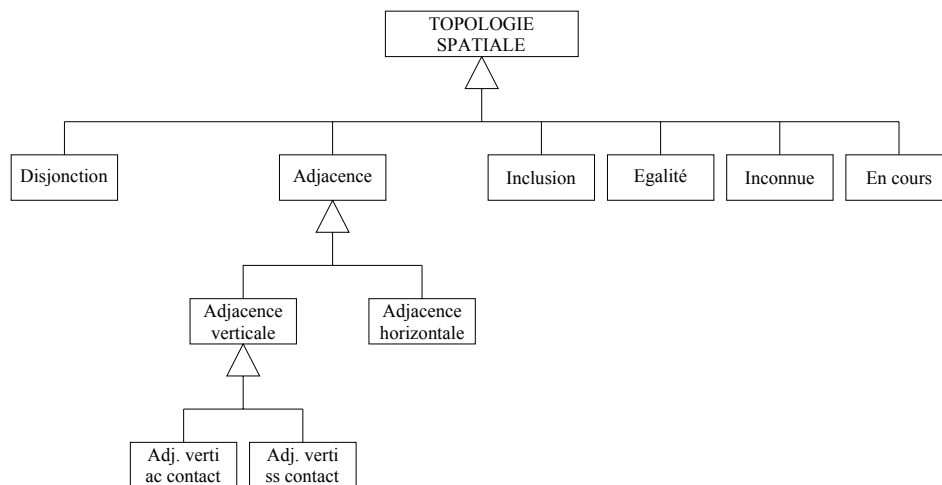 TOPOLOGIE
SPATIALE
Disjonction
Adjacence
Inclusion
Egalité
Inconnue
En cours
Adjacence
verticale
Adjacence
horizontale
Adj. verti
ac contact
Adj. verti
ss contact